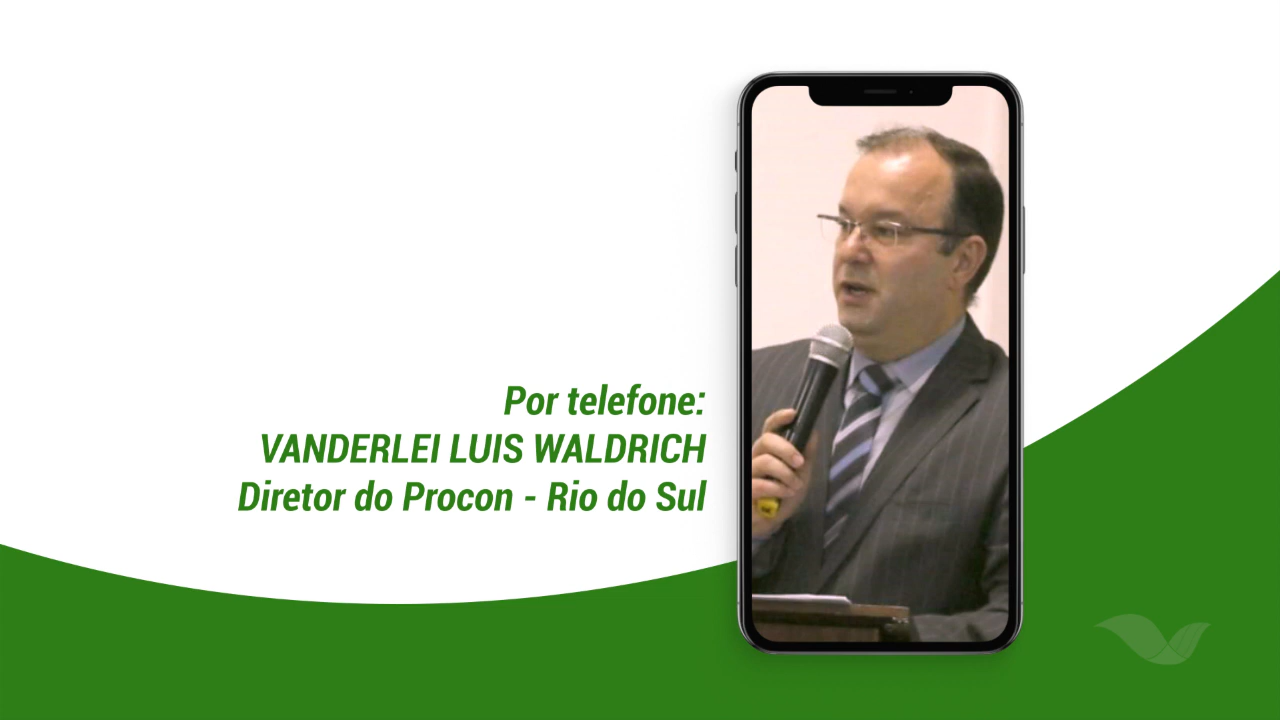 Por telefone:
VANDERLEI LUIS WALDRICH
Diretor do Procon - Rio do Sul